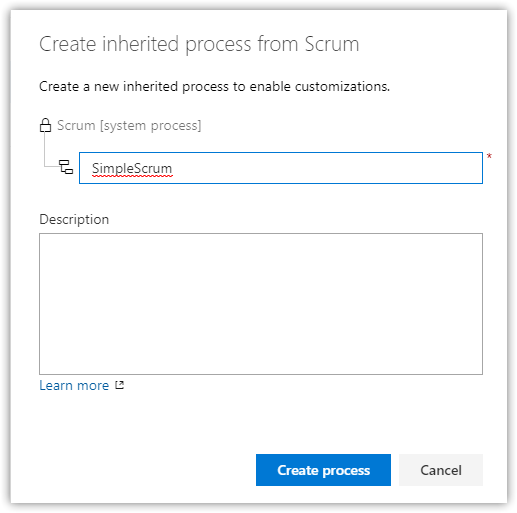 Create inherited process from Scrum
Create a new inherited process to enable customizations.
Scrum [system process]
SimpleScrum
*
Description
Learn more
Create process
Cancel